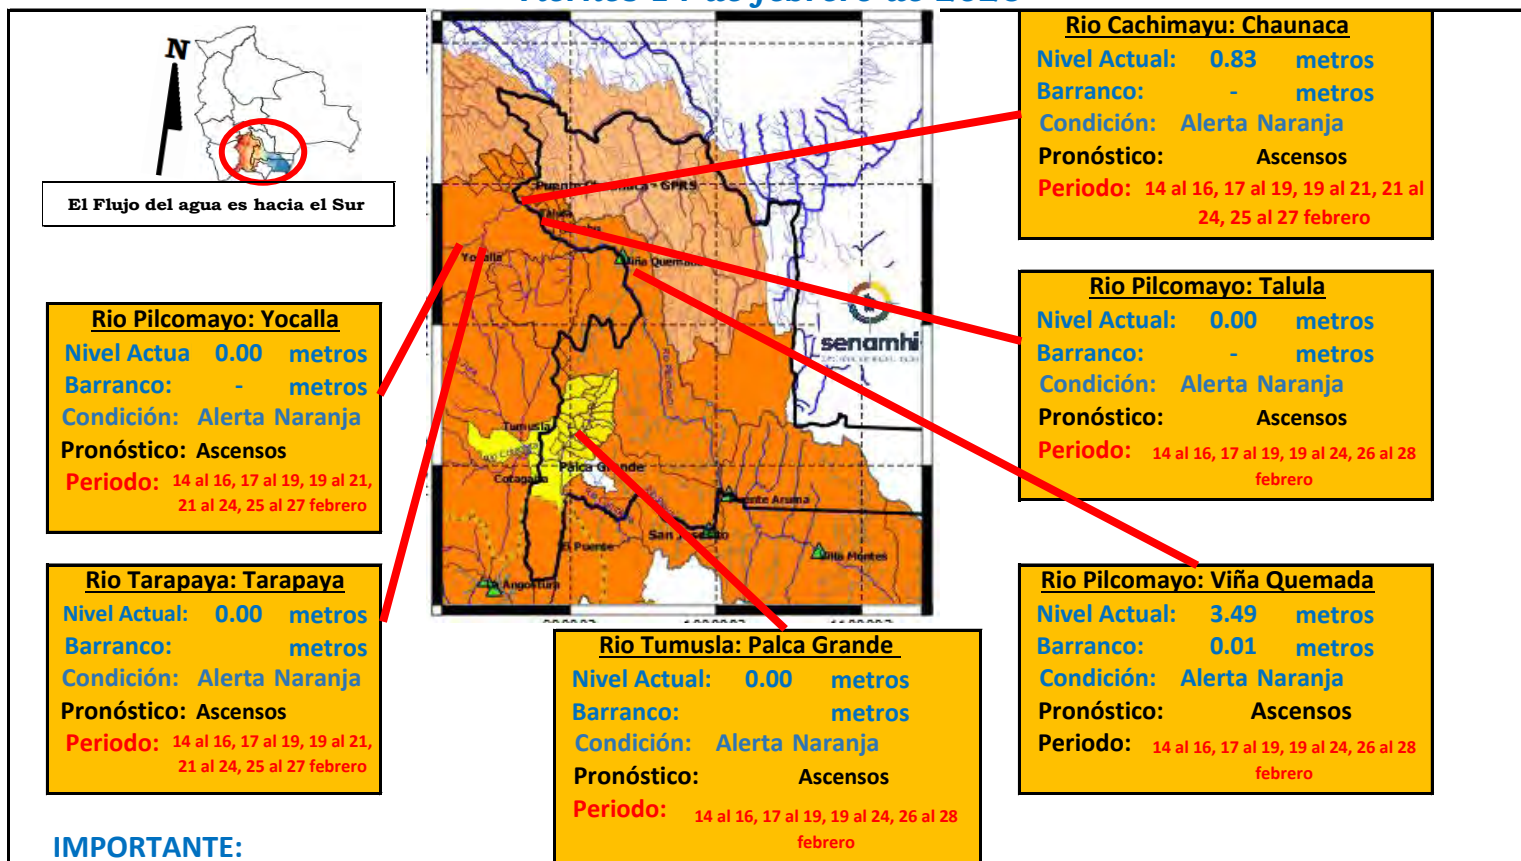 N
El Flujo del agua es hacia el Sur
Rio Cachimayu: Chaunaca
Nivel Actual: 0.83 metros
Barranco: - metros
Condición: Alerta Naranja
Pronóstico: Ascensos
Periodo: 14 al 16, 17 al 19, 19 al 21, 21 al
24, 25 al 27 febrero
Rio Pilcomayo: Talula
Nivel Actual: 0.00 metros
Barranco: - metros
Condición: Alerta Naranja
Pronóstico: Ascensos
Periodo: 14 al 16, 17 al 19, 19 al 24, 26 al 28
febrero
Rio Pilcomayo: Yocalla
Nivel Actua 0.00 metros
Barranco: - metros
Condición: Alerta Naranja
Pronóstico: Ascensos
Periodo: 14 al 16, 17 al 19, 19 al 21,
21 al 24, 25 al 27 febrero
Rio Tarapaya: Tarapaya
Nivel Actual: 0.00 metros
Barranco: metros
Condición: Alerta Naranja
Pronóstico: Ascensos
Periodo: 14 al 16, 17 al 19, 19 al 21,
21 al 24, 25 al 27 febrero
Rio Tumusla: Palca Grande
Nivel Actual: 0.00 metros
Barranco: metros
Condición: Alerta Naranja
Pronóstico: Ascensos
Periodo: 14 al 16, 17 al 19, 19 al 24, 26 al 28
febrero
Rio Pilcomayo: Viña Quemada
Nivel Actual: 3.49 metros
Barranco: 0.01 metros
Condición: Alerta Naranja
Pronóstico: Ascensos
Periodo: 14 al 16, 17 al 19, 19 al 24, 26 al 28
febrero
- GPRS
Talula
Yocalla
Viña Quemada
senamhi
Tumusla
Palca Grande
Cotagaita
Puente Aruma
San Josecito
El Puente
Villa Montes
Angostura
IMPORTANTE: